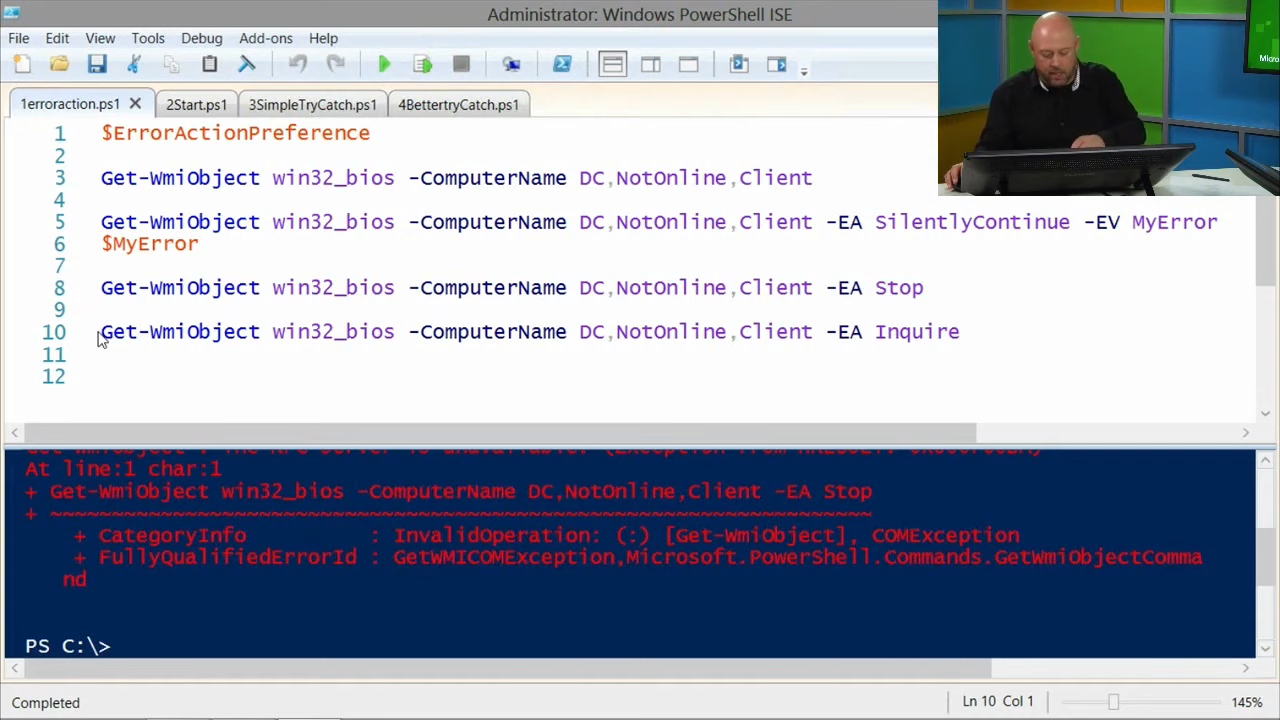 Administrator: Windows PowerShell ISE
File Edit View Tools Debug Add-ons Help
1erroraction.ps1 2Start.ps1 3SimpleTryCatch.ps1 4BettertryCatch.ps1
1 $ErrorActionPreference
2
3 Get-WmiObject win32_bios -ComputerName DC,NotOnline,Client
4
5 Get-WmiObject win32_bios -ComputerName DC,NotOnline,Client -EA SilentlyContinue -EV MyError
6 $MyError
7
8 Get-WmiObject win32_bios -ComputerName DC,NotOnline,Client -EA Stop
9
10 Get-WmiObject win32_bios -ComputerName DC,NotOnline,Client -EA Inquire
11
12
At line:1 char:1
+ Get-WmiObject win32_bios -ComputerName DC,NotOnline,Client -EA Stop
+ ~~~~~~~~~~~~~~~~~~~~~~~~~~~~~~~~~~~~~~~~~~~~~~~~~~~~~~~~~~~~~~~~~~~
+ CategoryInfo : InvalidOperation: (:) [Get-WmiObject], COMException
+ FullyQualifiedErrorId : GetWMICOMException,Microsoft.PowerShell.Commands.GetWmiObjectComma
nd
PS C:\>
Completed Ln 10 Col 1 145%
Micro